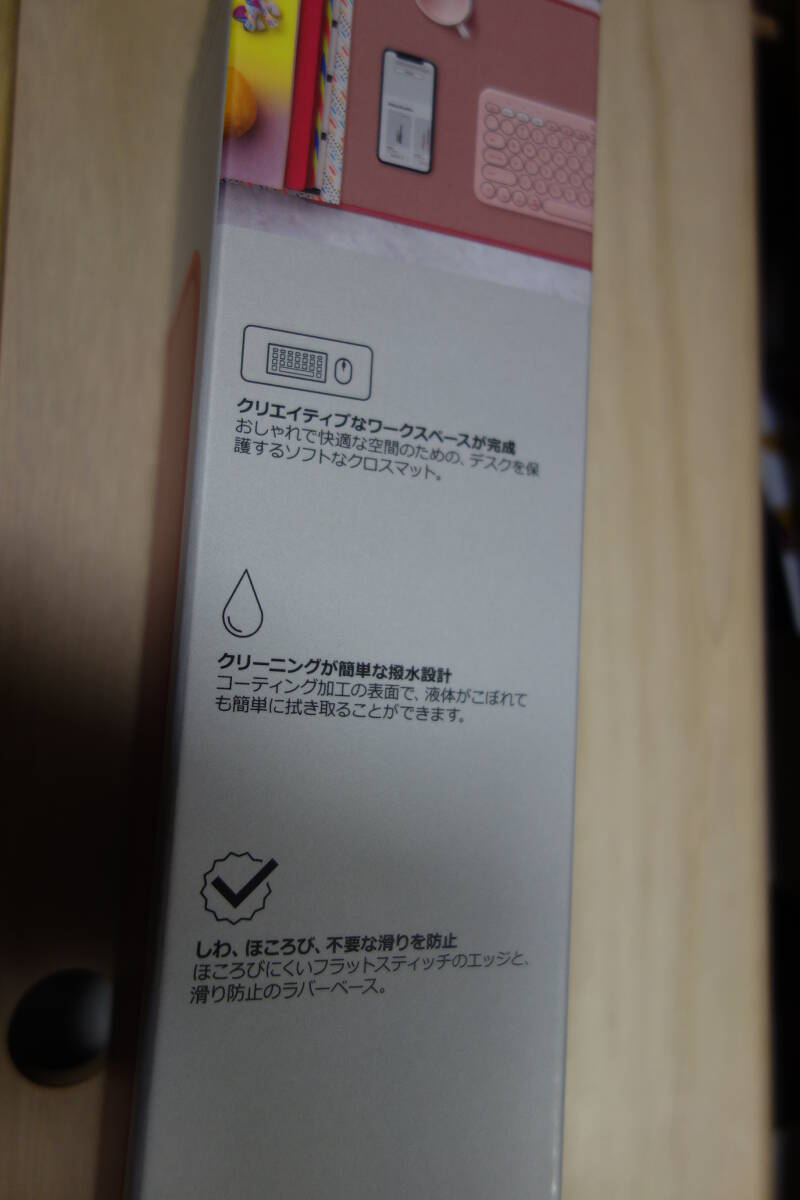 クリエイティブなワークスペースが完成
おしゃれで快適な空間のための、デスクを保
護するソフトなクロスマット。
クリーニングが簡単な撥水設計
コーティング加工の表面で、液体がこぼれて
も簡単に拭き取ることができます。
しわ、ほころび、不要な滑りを防止
ほころびにくいフラットスティッチのエッジと、
滑り防止のラバーベース。